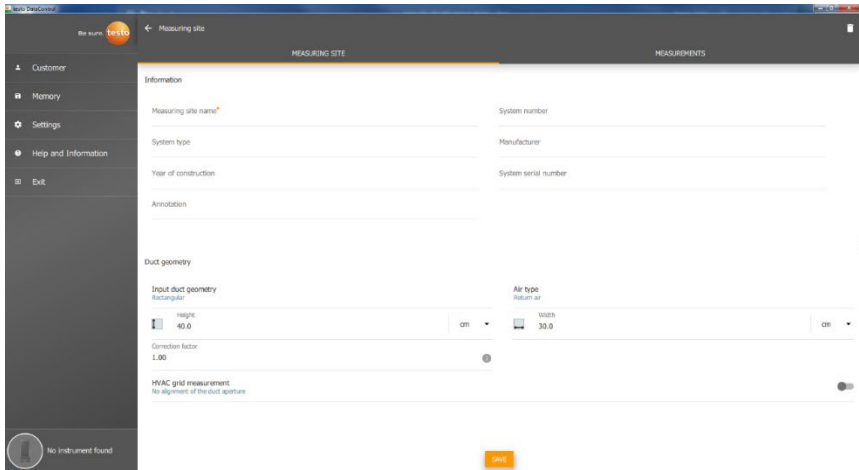 testo DataControl
Be sure. testo
← Measuring site
MEASURING SITE
MEASUREMENTS
Customer
Memory
Settings
Help and Information
Exit
Information
Measuring site name*
System number
System type
Manufacturer
Year of construction
System serial number
Annotation
Duct geometry
Input duct geometry
Rectangular
Air type
Return air
Height
40.0
cm
Width
30.0
cm
Correction factor
1.00
HVAC grid measurement
No alignment of the duct aperture
No instrument found
SAVE